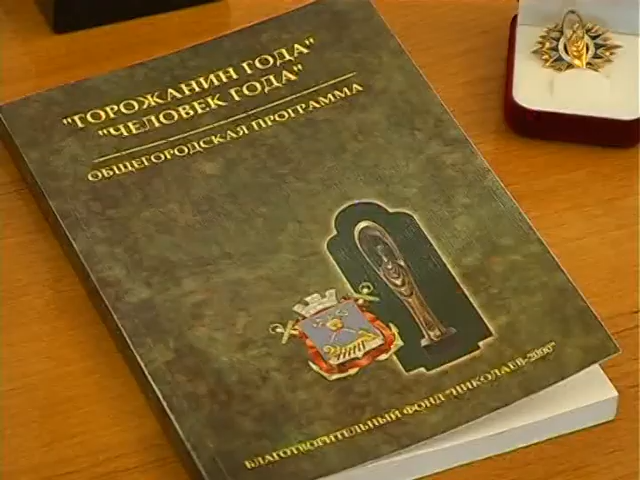 "ГОРОЖАНИН ГОДА"
"ЧЕЛОВЕК ГОДА"
ОБЩЕГОРОДСКАЯ ПРОГРАММА
БЛАГОТВОРИТЕЛЬНЫЙ ФОНД "НИКОЛАЕВ-2000"